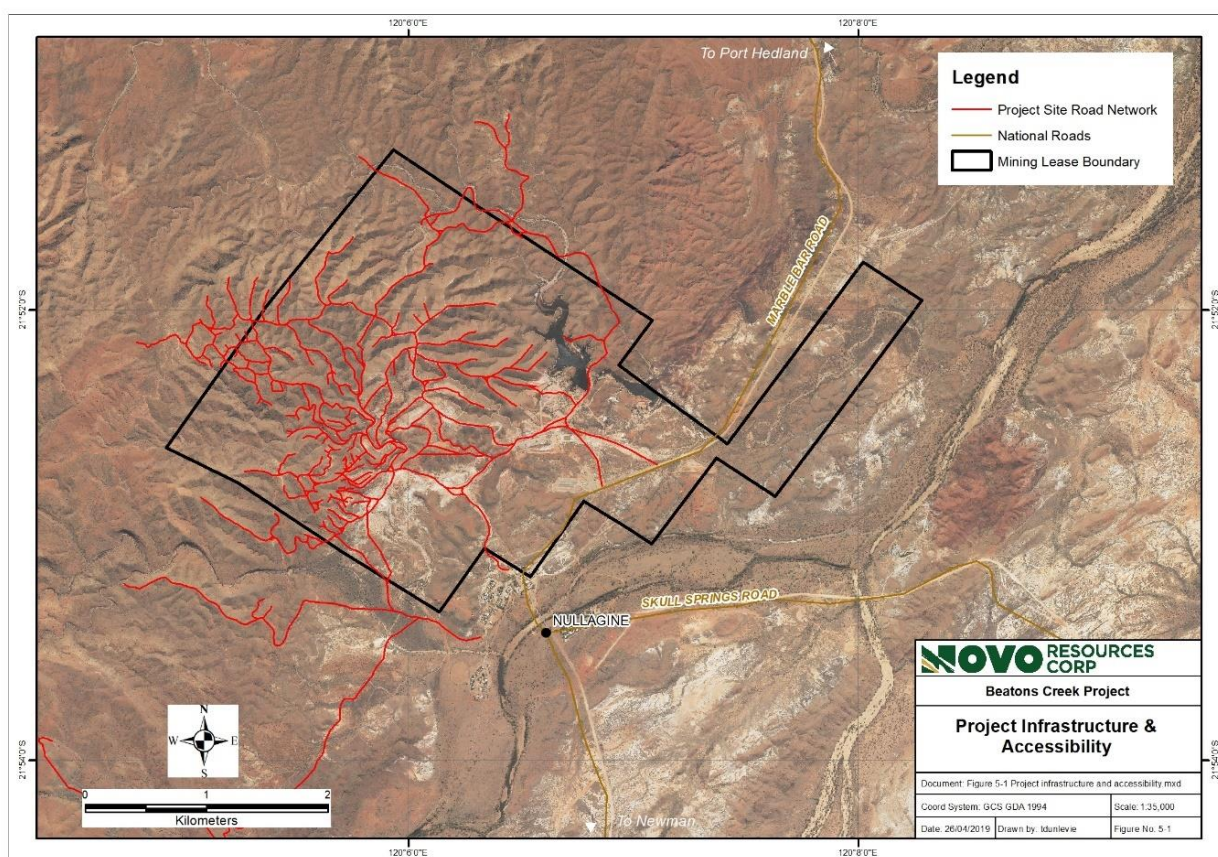 120°6'0"E
120°8'0"E
To Port Hedland
Legend
Project Site Road Network
National Roads
Mining Lease Boundary
MARBLE BAR ROAD
21°52'0"S
21°52'0"S
SKULL SPRINGS ROAD
NULLAGINE
NOVO RESOURCES
CORP
Beatons Creek Project
Project Infrastructure &
Accessibility
Document: Figure 5-1 Project infrastructure and accessibility.mxd
Coord System: GCS GDA 1994
Scale: 1:35,000
Date: 26/04/2019
Drawn by: tdunlevie
Figure No. 5-1
N
W
E
S
0
1
2
Kilometers
To Newman
21°54'0"S
21°54'0"S
120°6'0"E
120°8'0"E